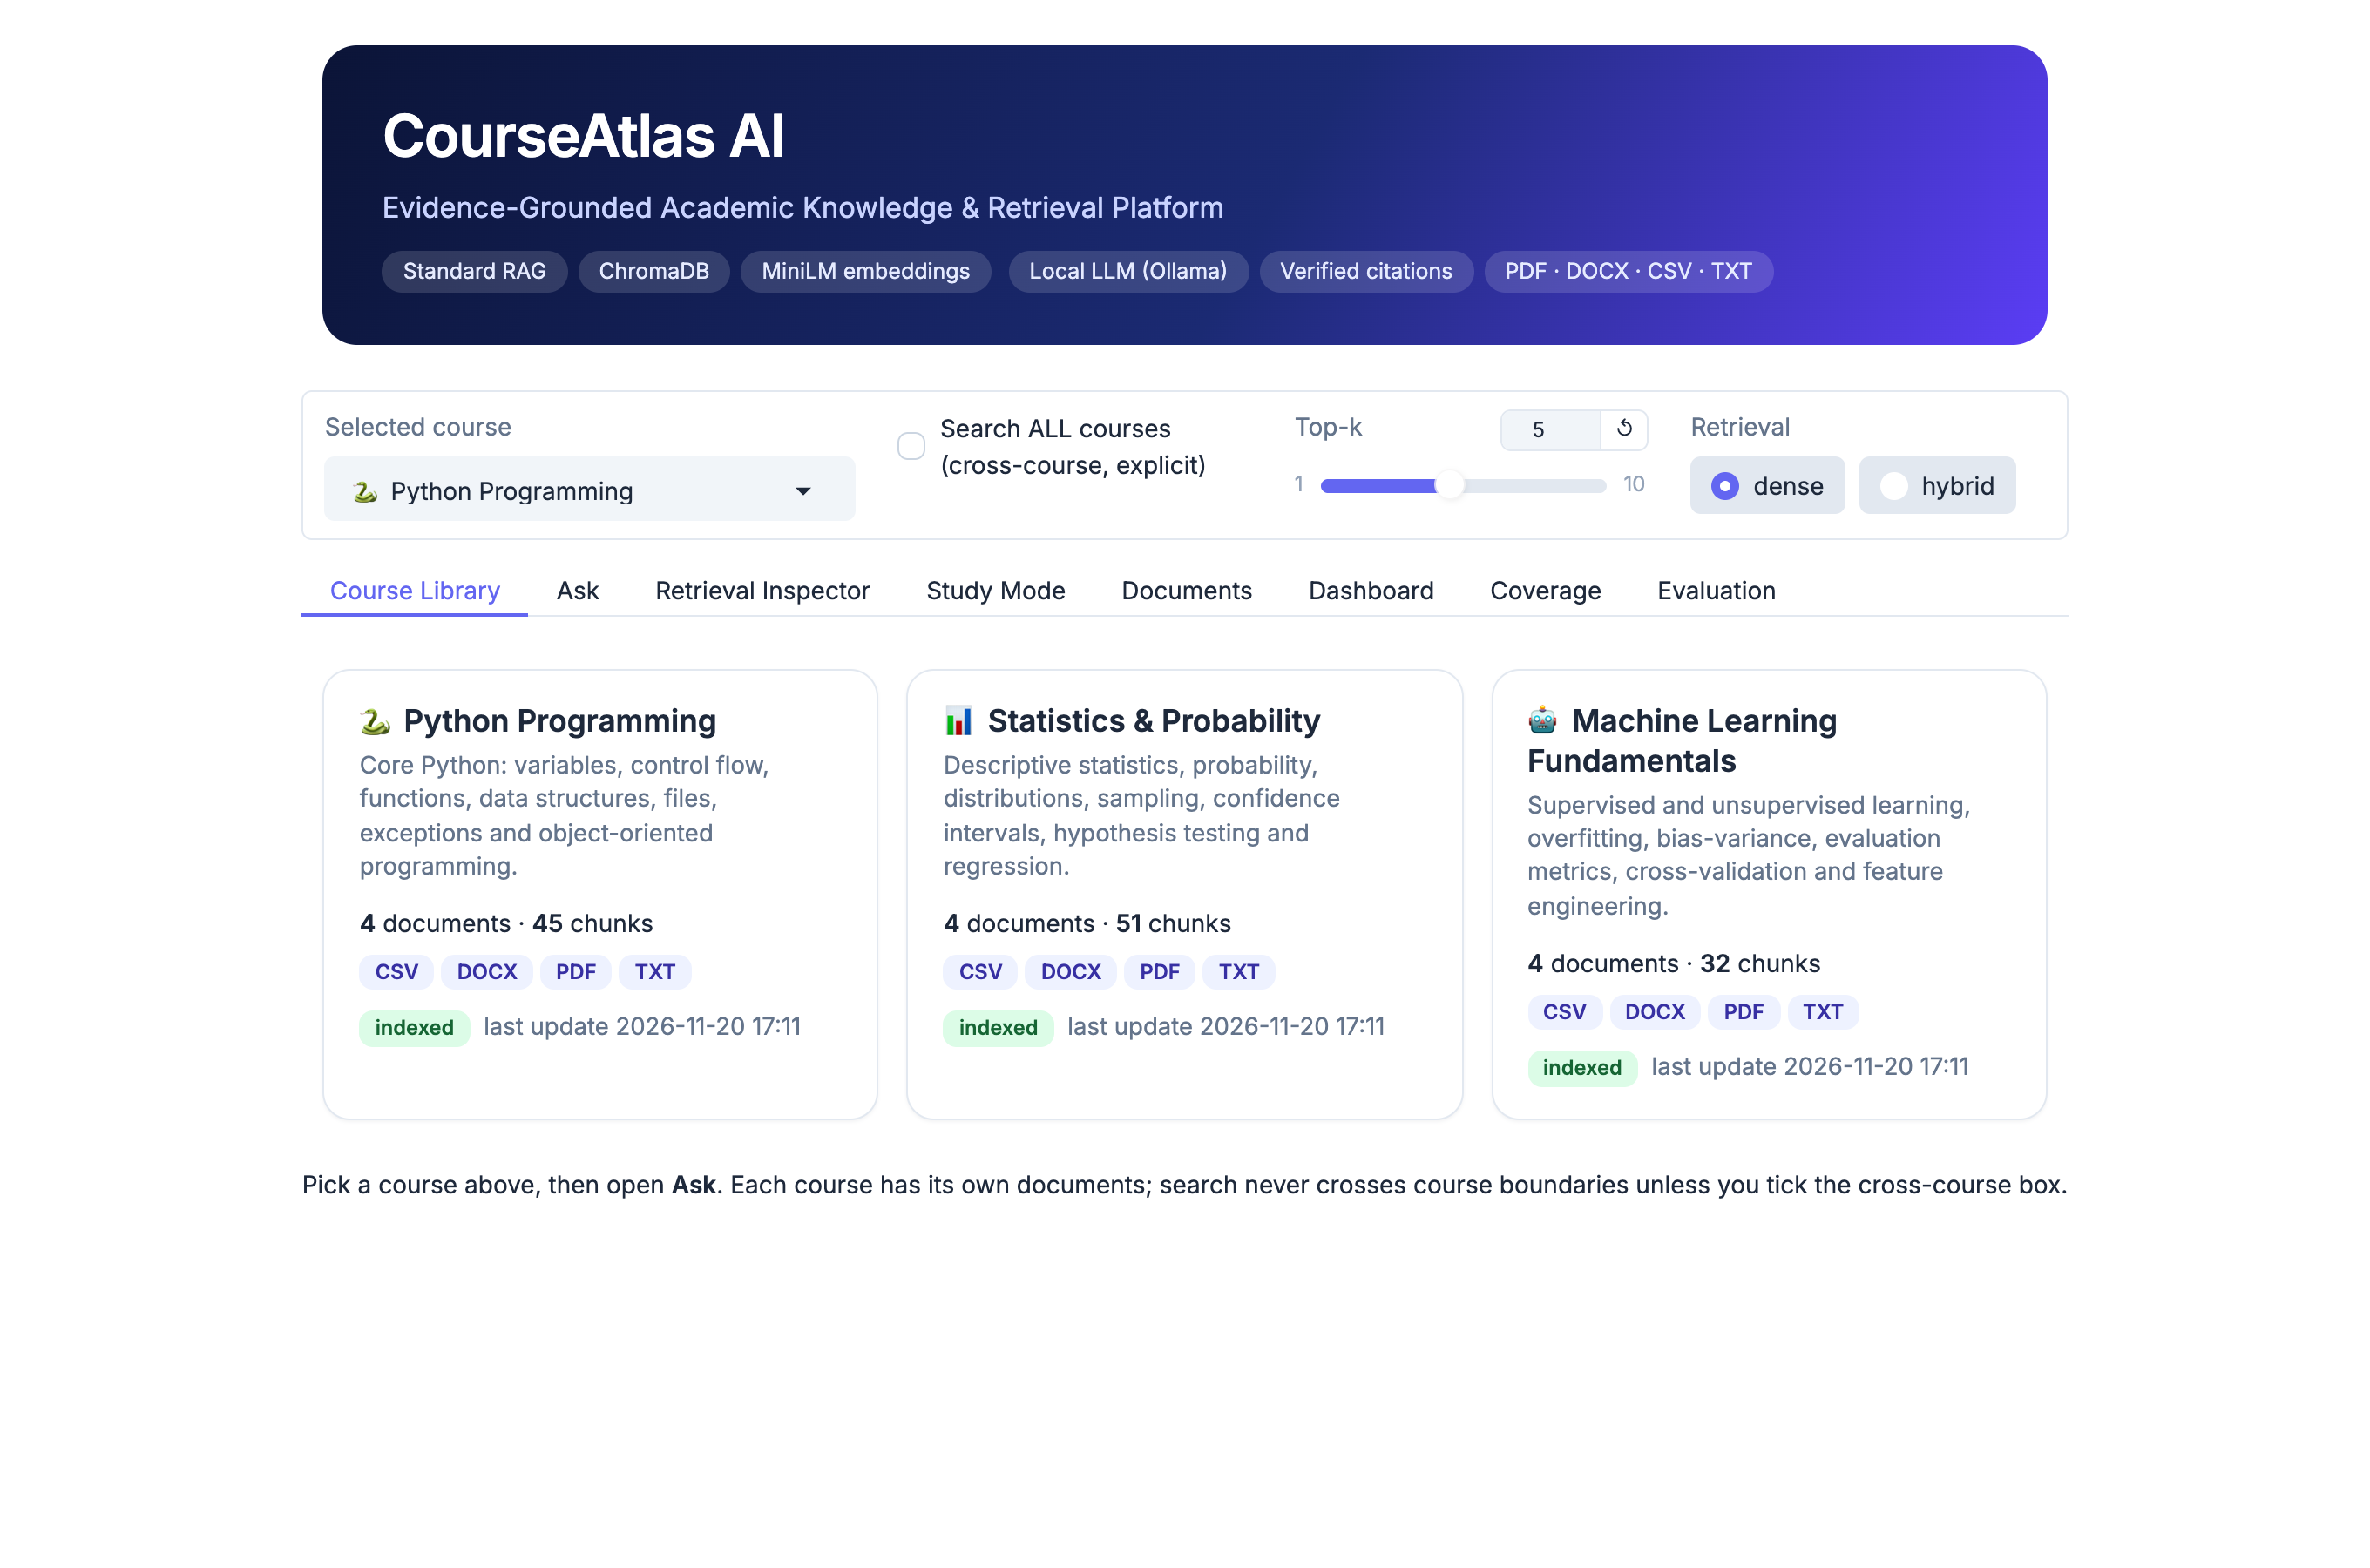 CourseAtlas AI
Evidence-Grounded Academic Knowledge & Retrieval Platform
Standard RAG
ChromaDB
MiniLM embeddings
Local LLM (Ollama)
Verified citations
PDF · DOCX · CSV · TXT
Selected course
🐍 Python Programming
Search ALL courses
(cross-course, explicit)
Top-k
5
1
10
Retrieval
dense
hybrid
Course Library
Ask
Retrieval Inspector
Study Mode
Documents
Dashboard
Coverage
Evaluation
🐍 Python Programming
Core Python: variables, control flow,
functions, data structures, files,
exceptions and object-oriented
programming.
4 documents · 45 chunks
CSV DOCX PDF TXT
indexed last update 2026-11-20 17:11
📊 Statistics & Probability
Descriptive statistics, probability,
distributions, sampling, confidence
intervals, hypothesis testing and
regression.
4 documents · 51 chunks
CSV DOCX PDF TXT
indexed last update 2026-11-20 17:11
🤖 Machine Learning
Fundamentals
Supervised and unsupervised learning,
overfitting, bias-variance, evaluation
metrics, cross-validation and feature
engineering.
4 documents · 32 chunks
CSV DOCX PDF TXT
indexed last update 2026-11-20 17:11
Pick a course above, then open Ask. Each course has its own documents; search never crosses course boundaries unless you tick the cross-course box.